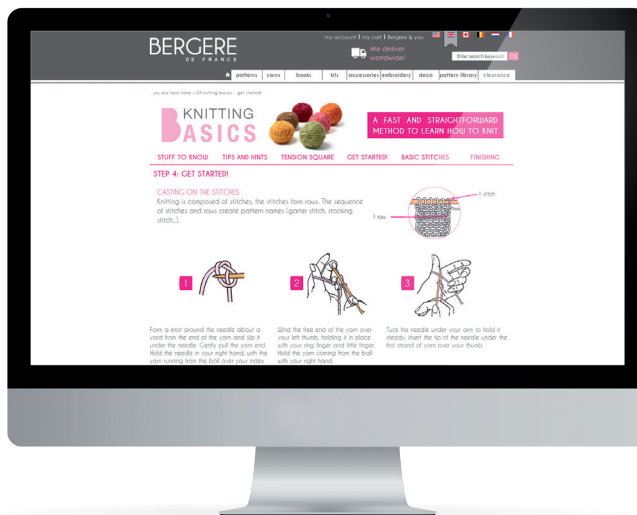 BERGERE
DE FRANCE
my account | my cart | Bergere & you
We deliver
worldwide!
Enter search keyword
OK
patterns yarns books kits accessories embroidery deco pattern library clearance
KNITTING
BASICS
A FAST AND STRAIGHTFORWARD
METHOD TO LEARN HOW TO KNIT
STUFF TO KNOW TIPS AND HINTS TENSION SQUARE GET STARTED! BASIC STITCHES FINISHING
STEP 4: GET STARTED!
CASTING ON THE STITCHES
Knitting is composed of stitches, the stitches form rows. The sequence
of stitches and rows create pattern names (garter stitch, stocking
stitch...).
1 stitch
1 row
1
2
3
Form a knot around the needle about a
yard from the end of the yarn and slip it
under the needle. Gently pull the yarn end.
Hold the needle in your right hand, with the
yarn running from the ball over your index
Wind the free end of the yarn over
your left thumb, holding it in place
with your ring finger and little finger.
Hold the yarn coming from the ball
with your right hand.
Tuck the needle under your arm to hold it
steady, insert the tip of the needle under the
first strand of yarn over your thumb.